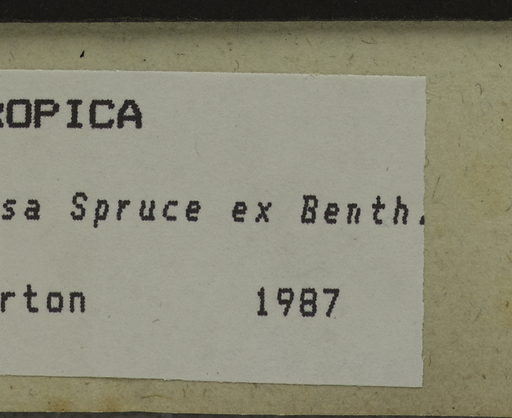 ROPICA
sa Spruce ex Benth.
rton 1987